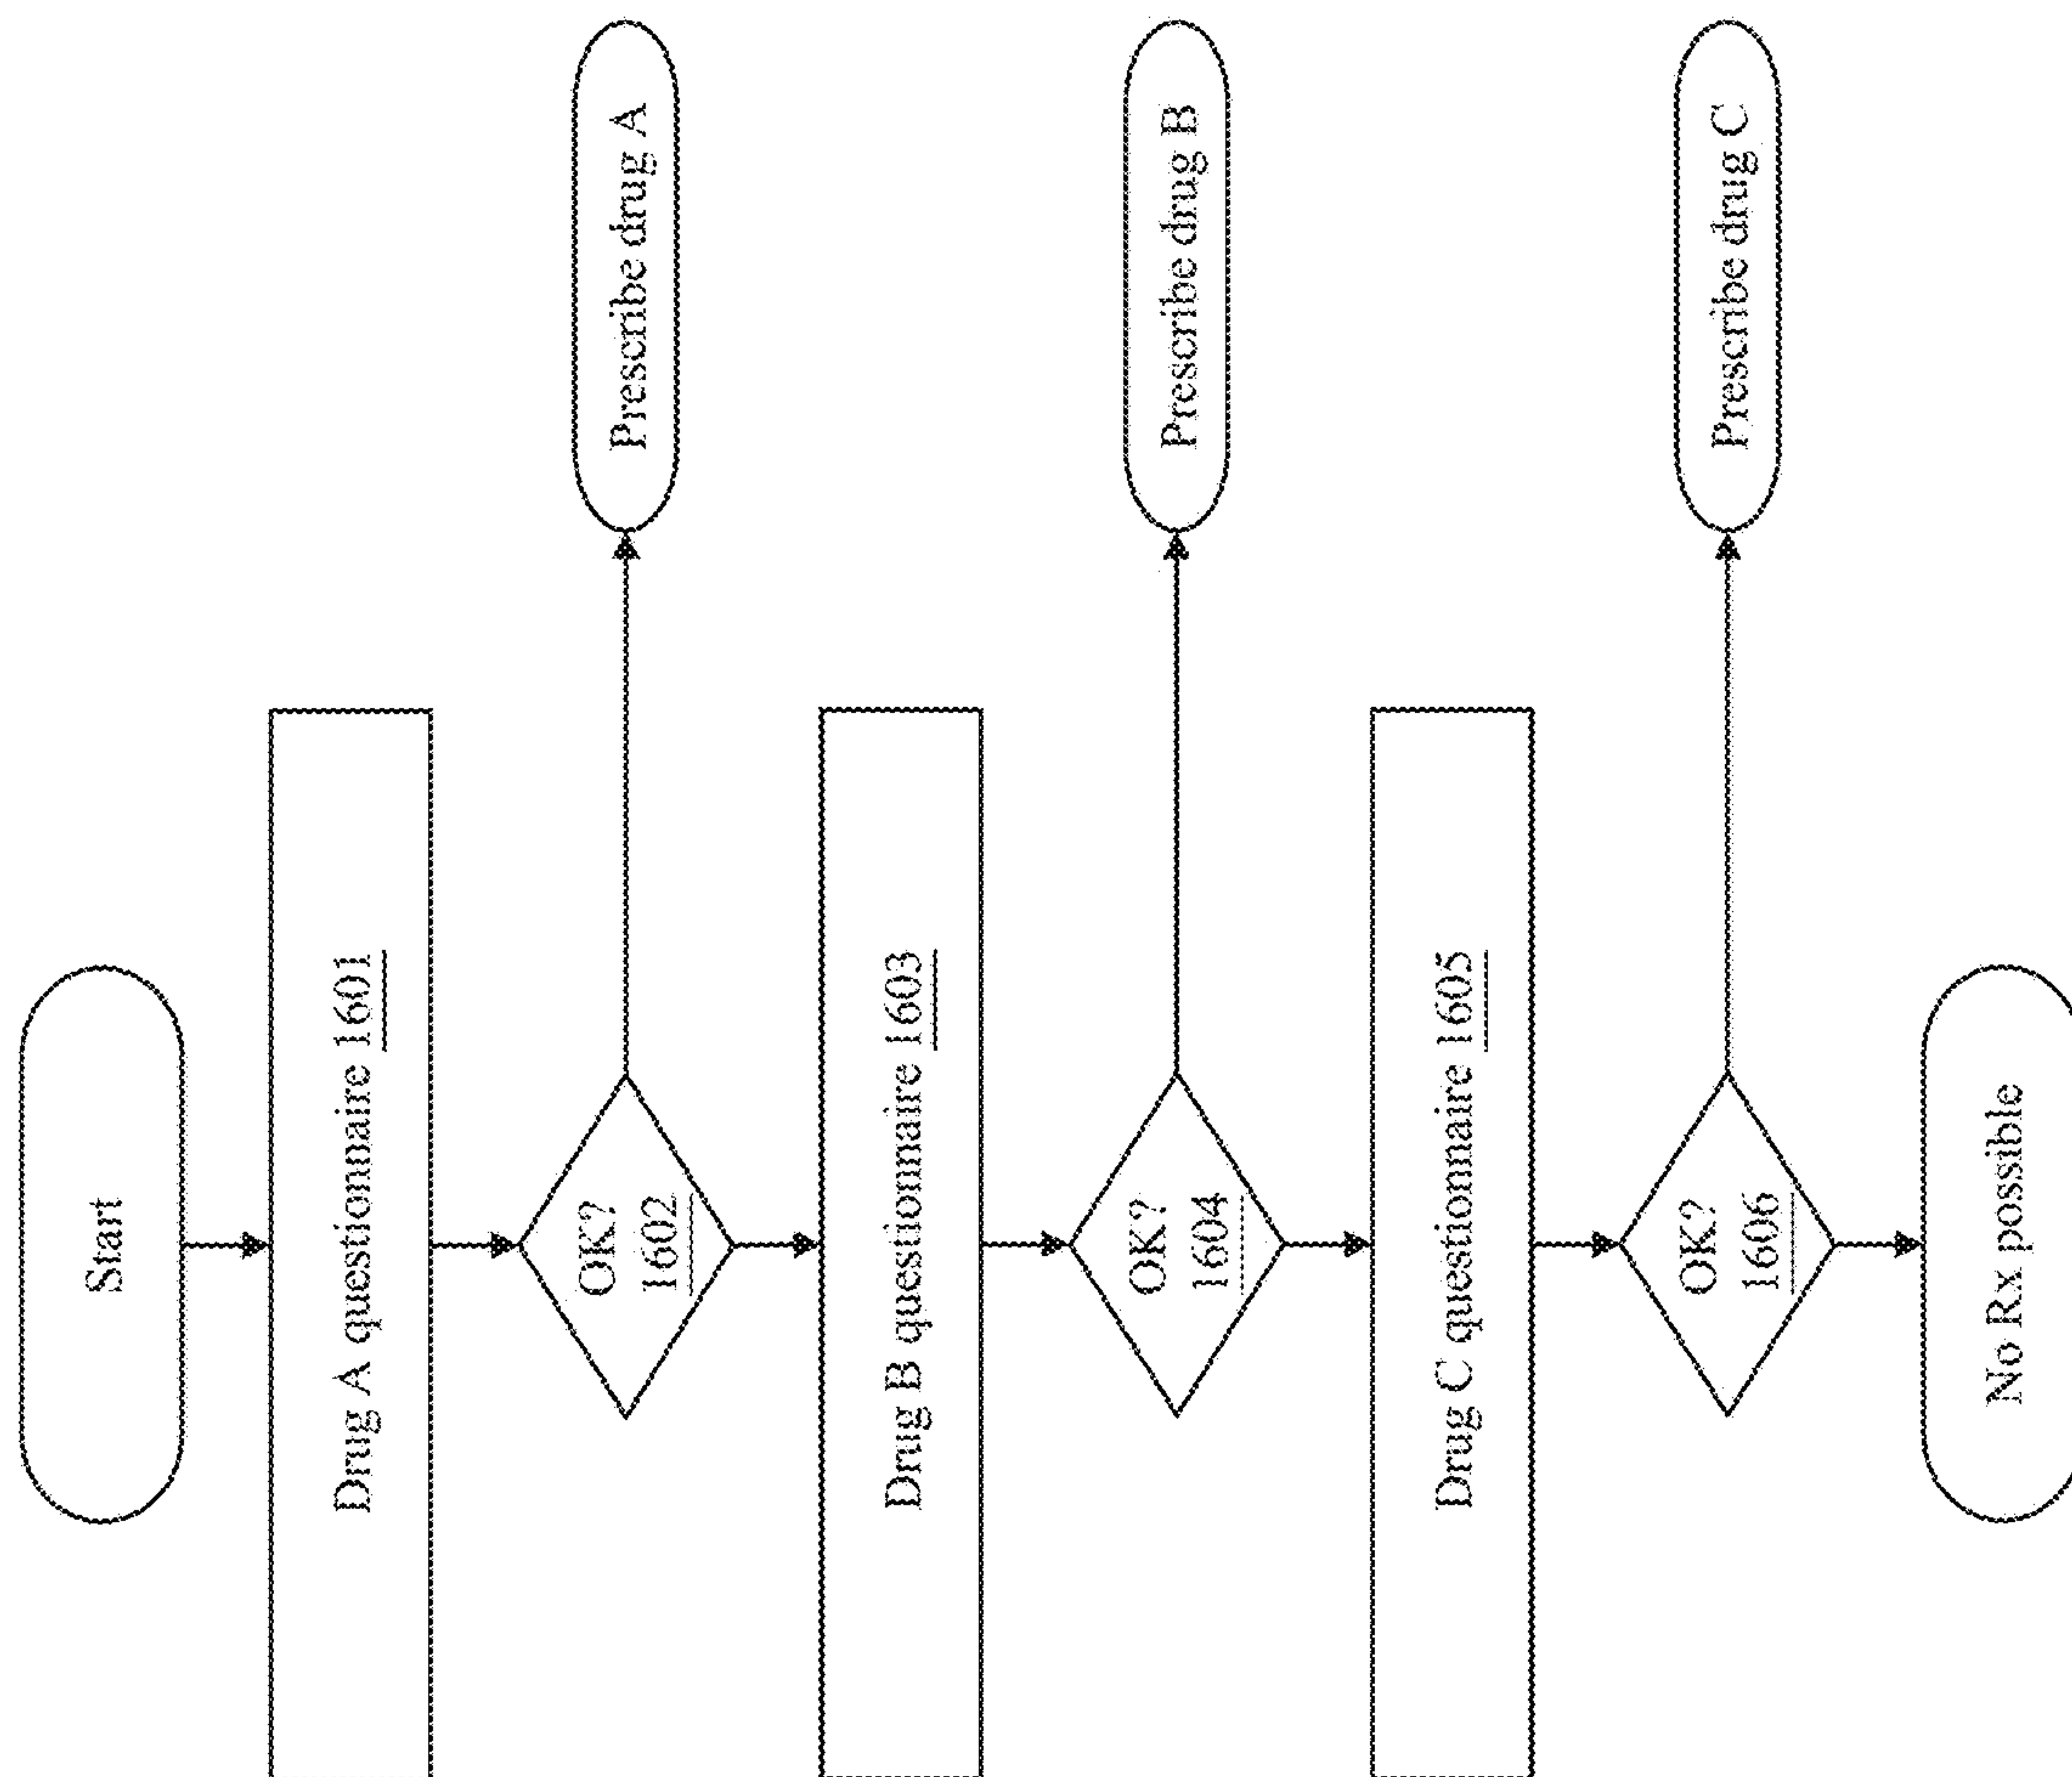 Start
Drug A questionnaire 1601
OK?
1602
Prescribe drug A
Drug B questionnaire 1603
OK?
1604
Prescribe drug B
Drug C questionnaire 1605
OK?
1606
Prescribe drug C
No Rx possible